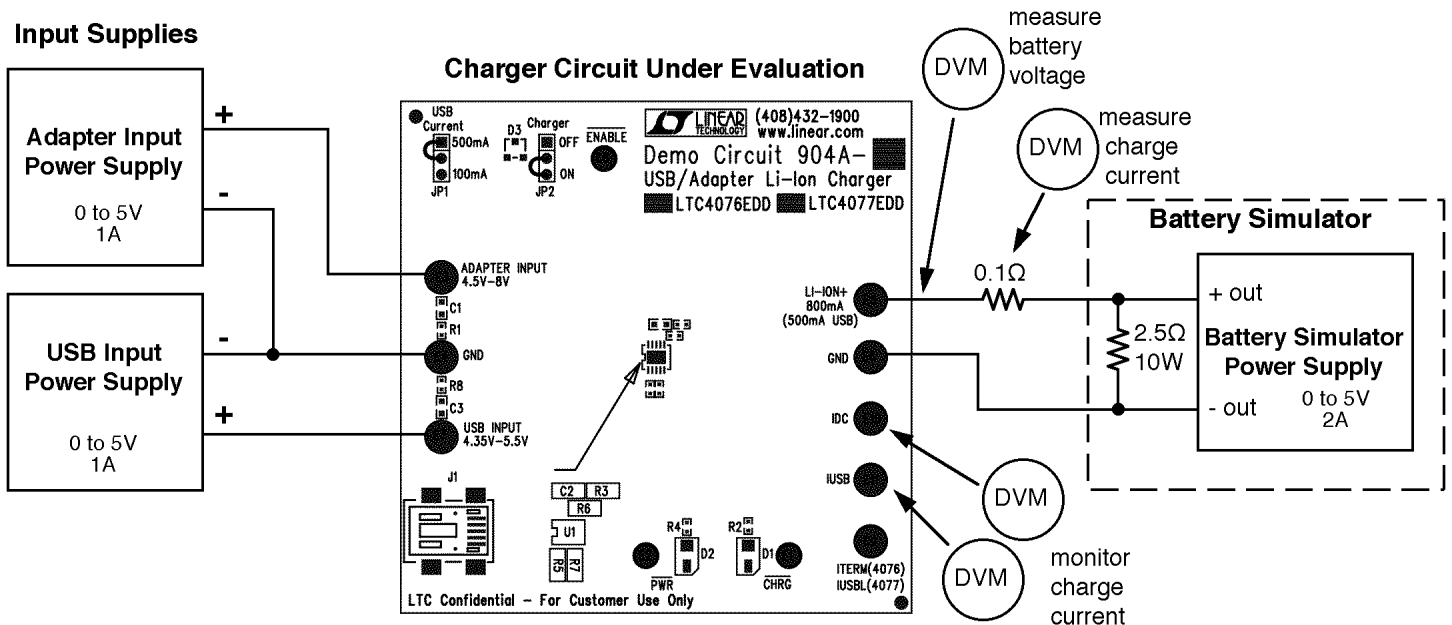 Input Supplies
Adapter Input
Power Supply
0 to 5V
1A
+
-
USB Input
Power Supply
0 to 5V
1A
-
+
Charger Circuit Under Evaluation
USB
Current
500mA
100mA
JP1
D3
Charger
OFF
ON
JP2
ENABLE
LINEAR
TECHNOLOGY
(408)432-1900
www.linear.com
Demo Circuit 904A-
USB/Adapter Li-Ion Charger
LTC4076EDD
LTC4077EDD
ADAPTER INPUT
4.5V-8V
C1
R1
GND
R8
C3
USB INPUT
4.35V-5.5V
J1
C2
R3
R6
U1
R5
R7
R4
D2
PWR
R2
D1
CHRG
LI-ION+
800mA
(500mA USB)
GND
IDC
IUSB
ITERM(4076)
IUSBL(4077)
LTC Confidential - For Customer Use Only
DVM
measure
battery
voltage
DVM
measure
charge
current
0.1Ω
Battery Simulator
2.5Ω
10W
+ out
Battery Simulator
Power Supply
0 to 5V
2A
- out
DVM
DVM
monitor
charge
current